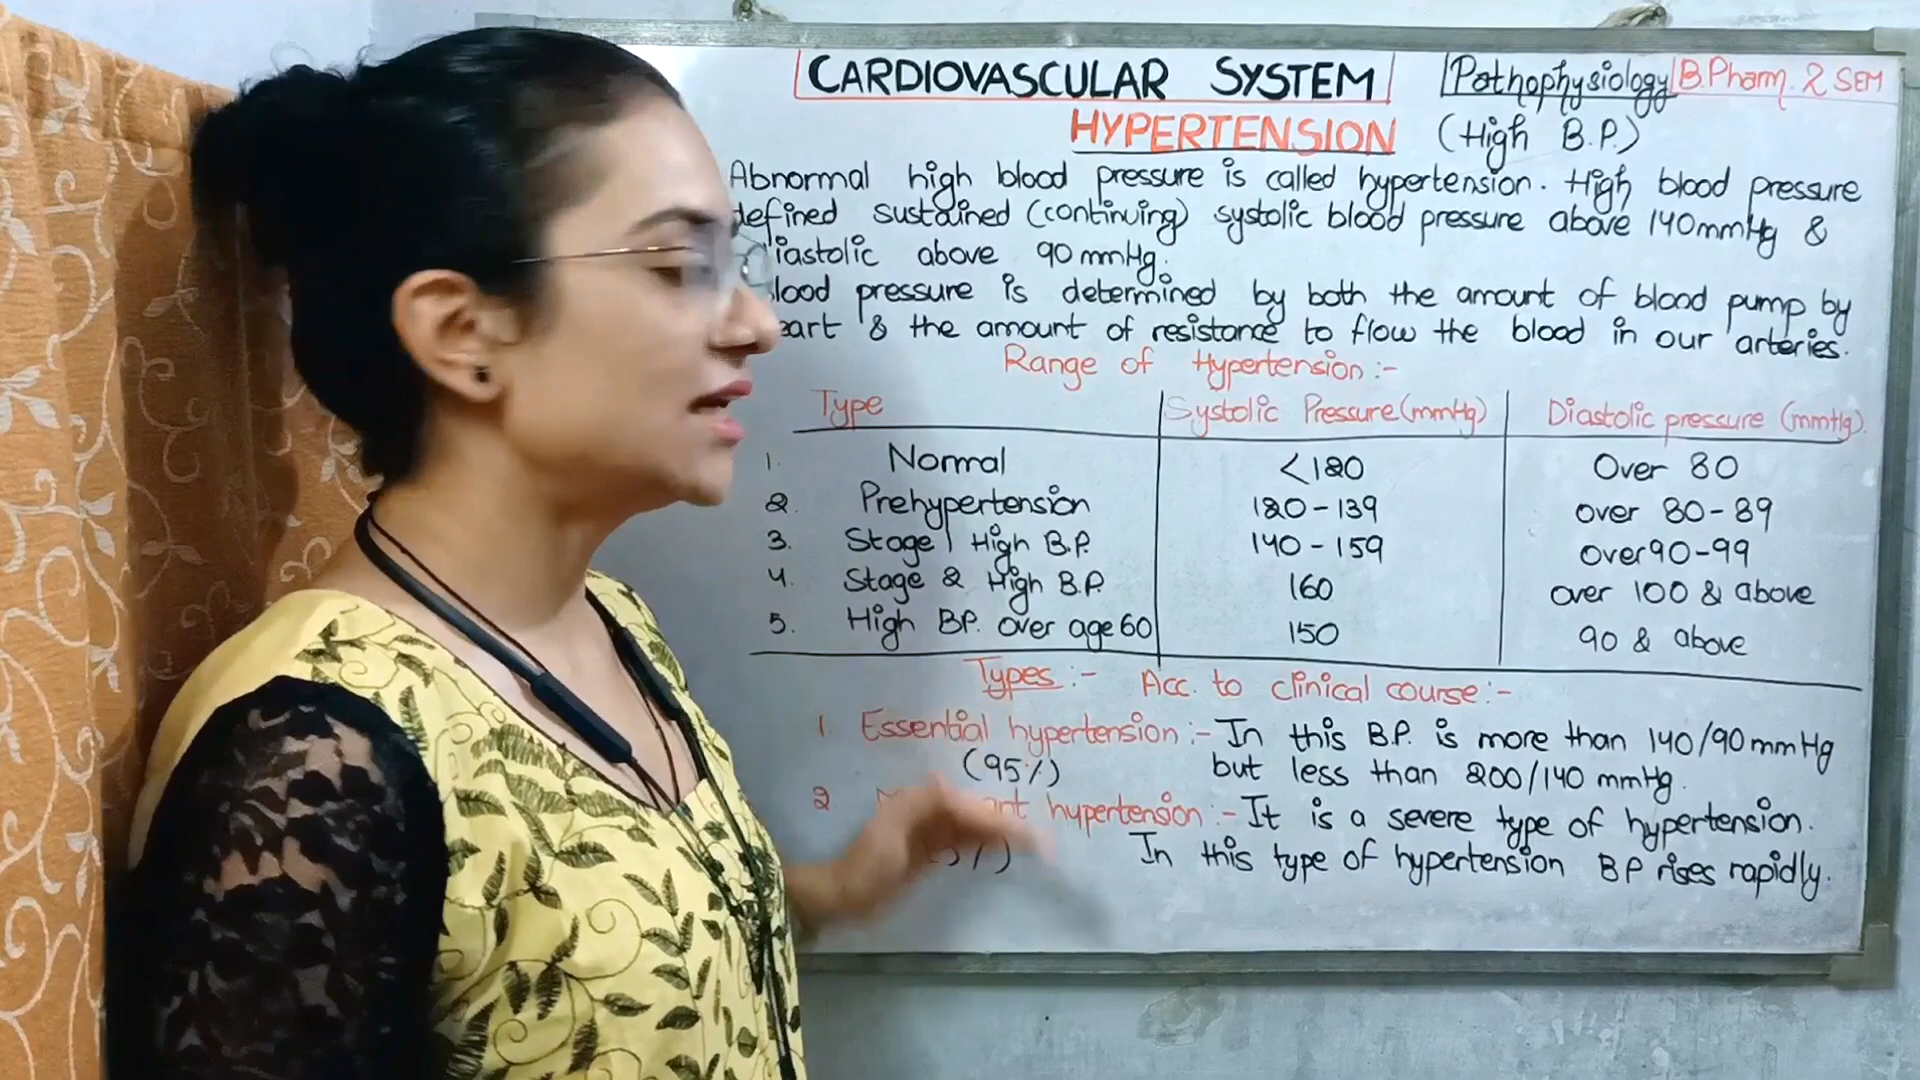 CARDIOVASCULAR SYSTEM
Pathophysiology B.Pharm. 2 SEM
HYPERTENSION (High B.P.)
Abnormal high blood pressure is called hypertension. High blood pressure
defined sustained (continuing) systolic blood pressure above 140mmHg &
iastolic above 90 mmHg.
lood pressure is determined by both the amount of blood pump by
eart & the amount of resistance to flow the blood in our arteries.
Range of Hypertension :-
Type Systolic Pressure (mmHg) Diastolic pressure (mmHg)
1. Normal <120 Over 80
2. Prehypertension 120-139 over 80-89
3. Stage 1 High B.P. 140-159 over 90-99
4. Stage 2 High B.P. 160 over 100 & above
5. High BP. over age 60 150 90 & above
Types :- Acc. to clinical course :-
1. Essential hypertension :- In this B.P. is more than 140/90 mmHg
(95%) but less than 200/140 mmHg.
2 nt hypertension :- It is a severe type of hypertension.
In this type of hypertension BP rises rapidly.